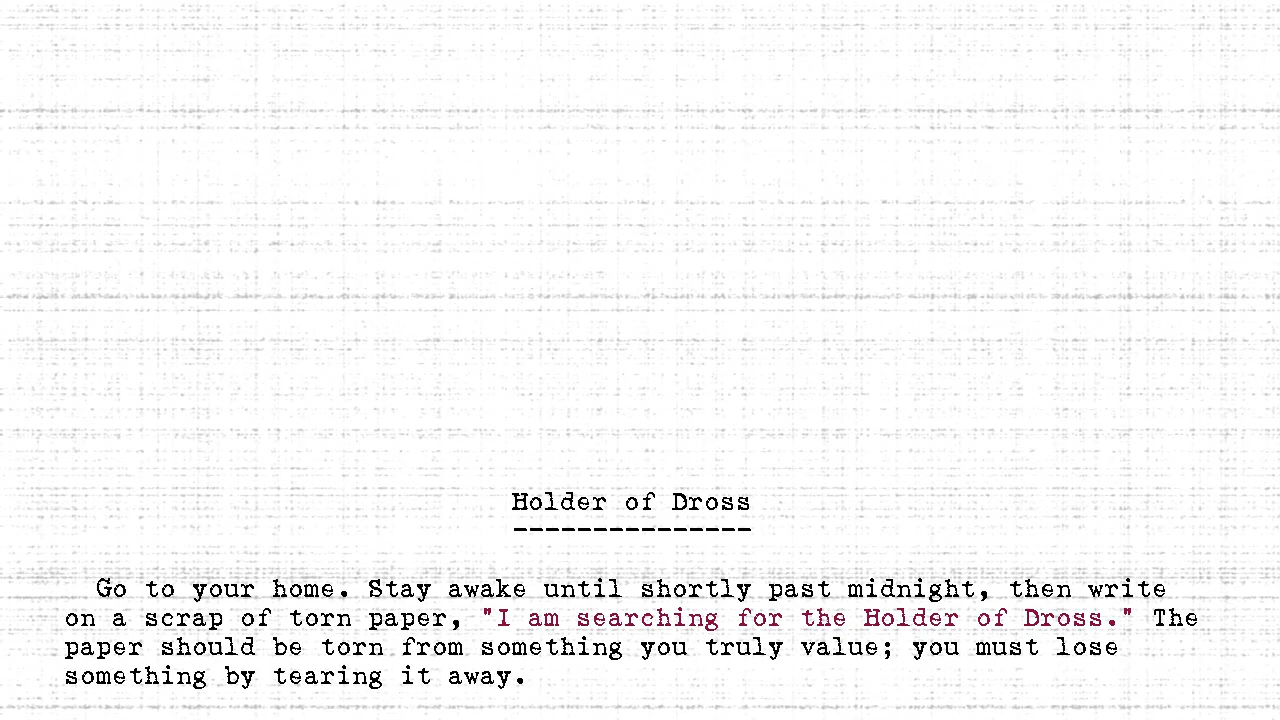 Holder of Dross
---------------
Go to your home. Stay awake until shortly past midnight, then write
on a scrap of torn paper, "I am searching for the Holder of Dross." The
paper should be torn from something you truly value; you must lose
something by tearing it away.